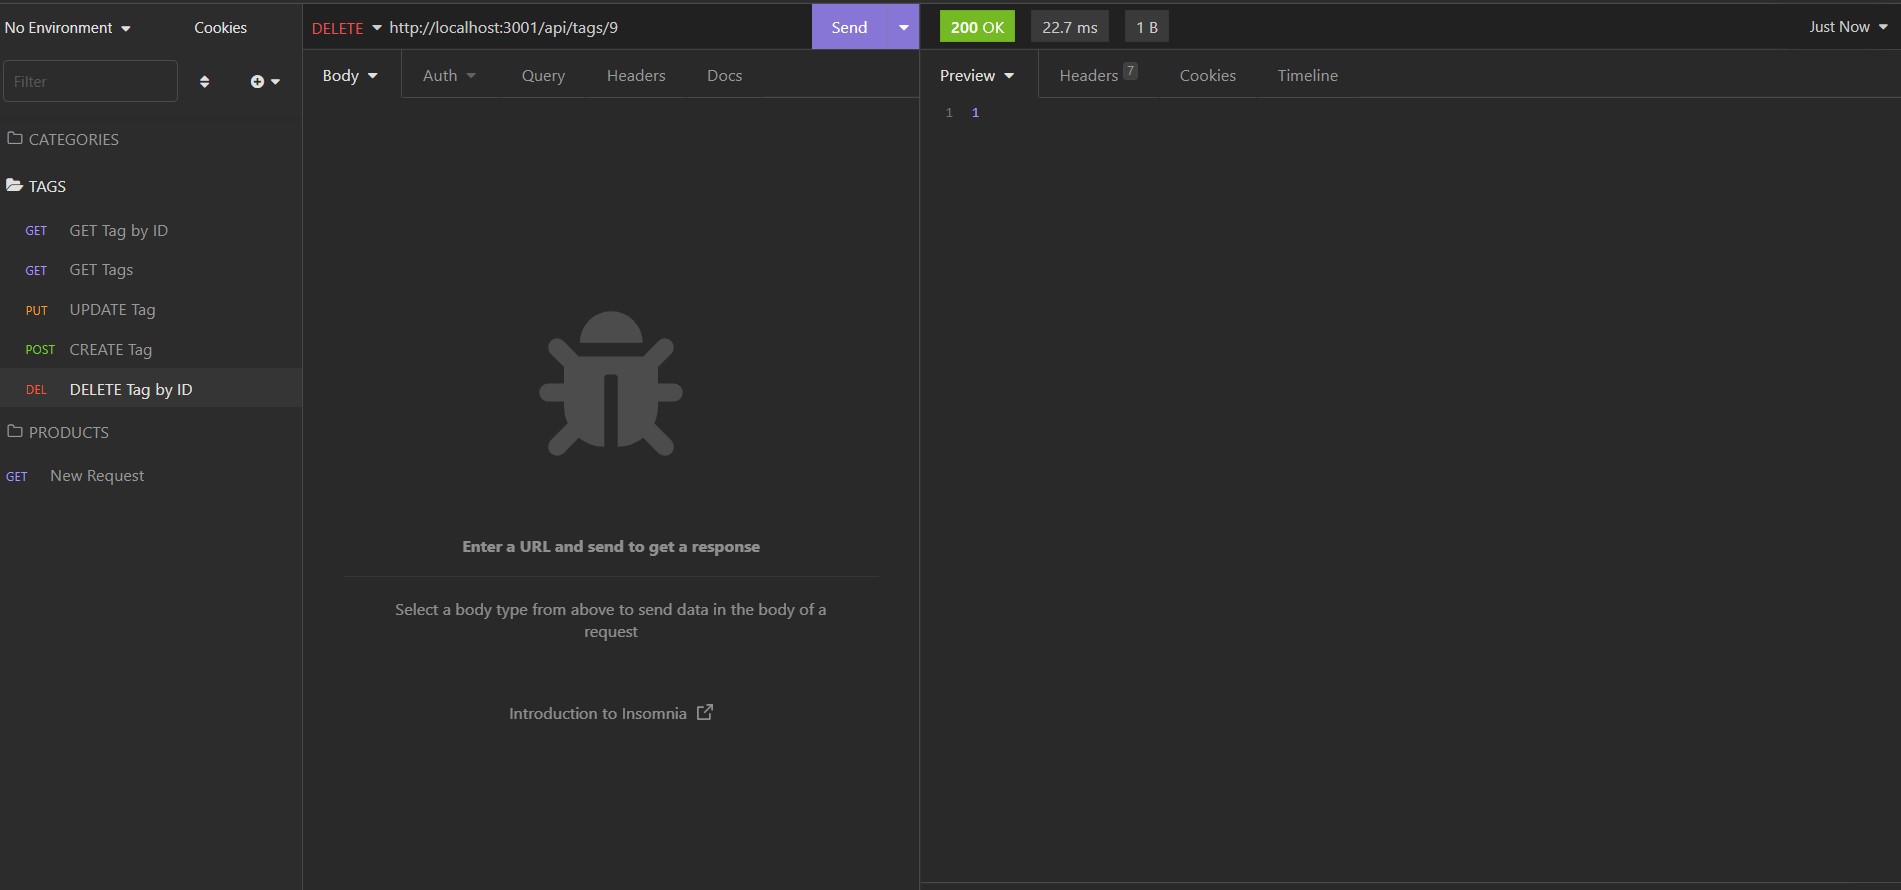 No Environment Cookies
Filter
CATEGORIES
TAGS
GET GET Tag by ID
GET GET Tags
PUT UPDATE Tag
POST CREATE Tag
DEL DELETE Tag by ID
PRODUCTS
GET New Request
DELETE http://localhost:3001/api/tags/9 Send
Body Auth Query Headers Docs
Enter a URL and send to get a response
Select a body type from above to send data in the body of a
request
Introduction to Insomnia
200 OK 22.7 ms 1 B Just Now
Preview Headers 7 Cookies Timeline
1 1